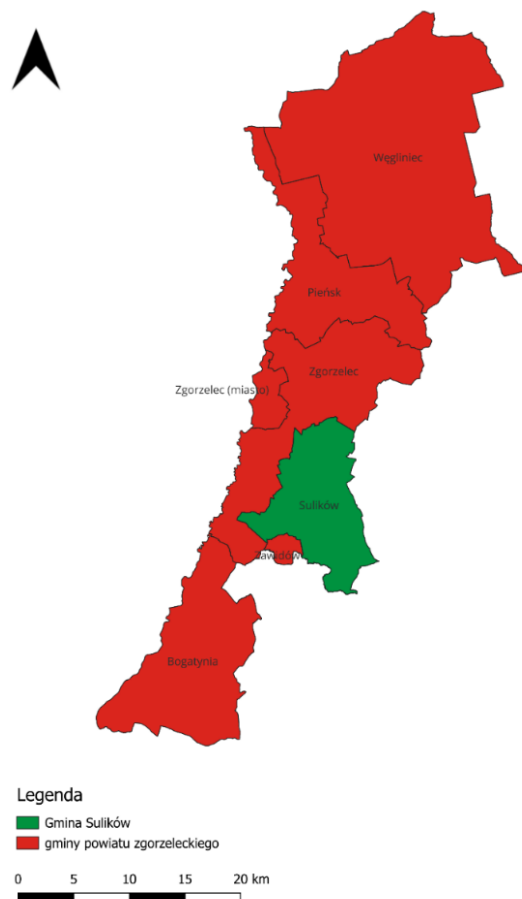 Węgliniec
Pieńsk
Zgorzelec
Zgorzelec (miasto)
Sulików
Zawidów
Bogatynia
Legenda
Gmina Sulików
gminy powiatu zgorzeleckiego
0 5 10 15 20 km